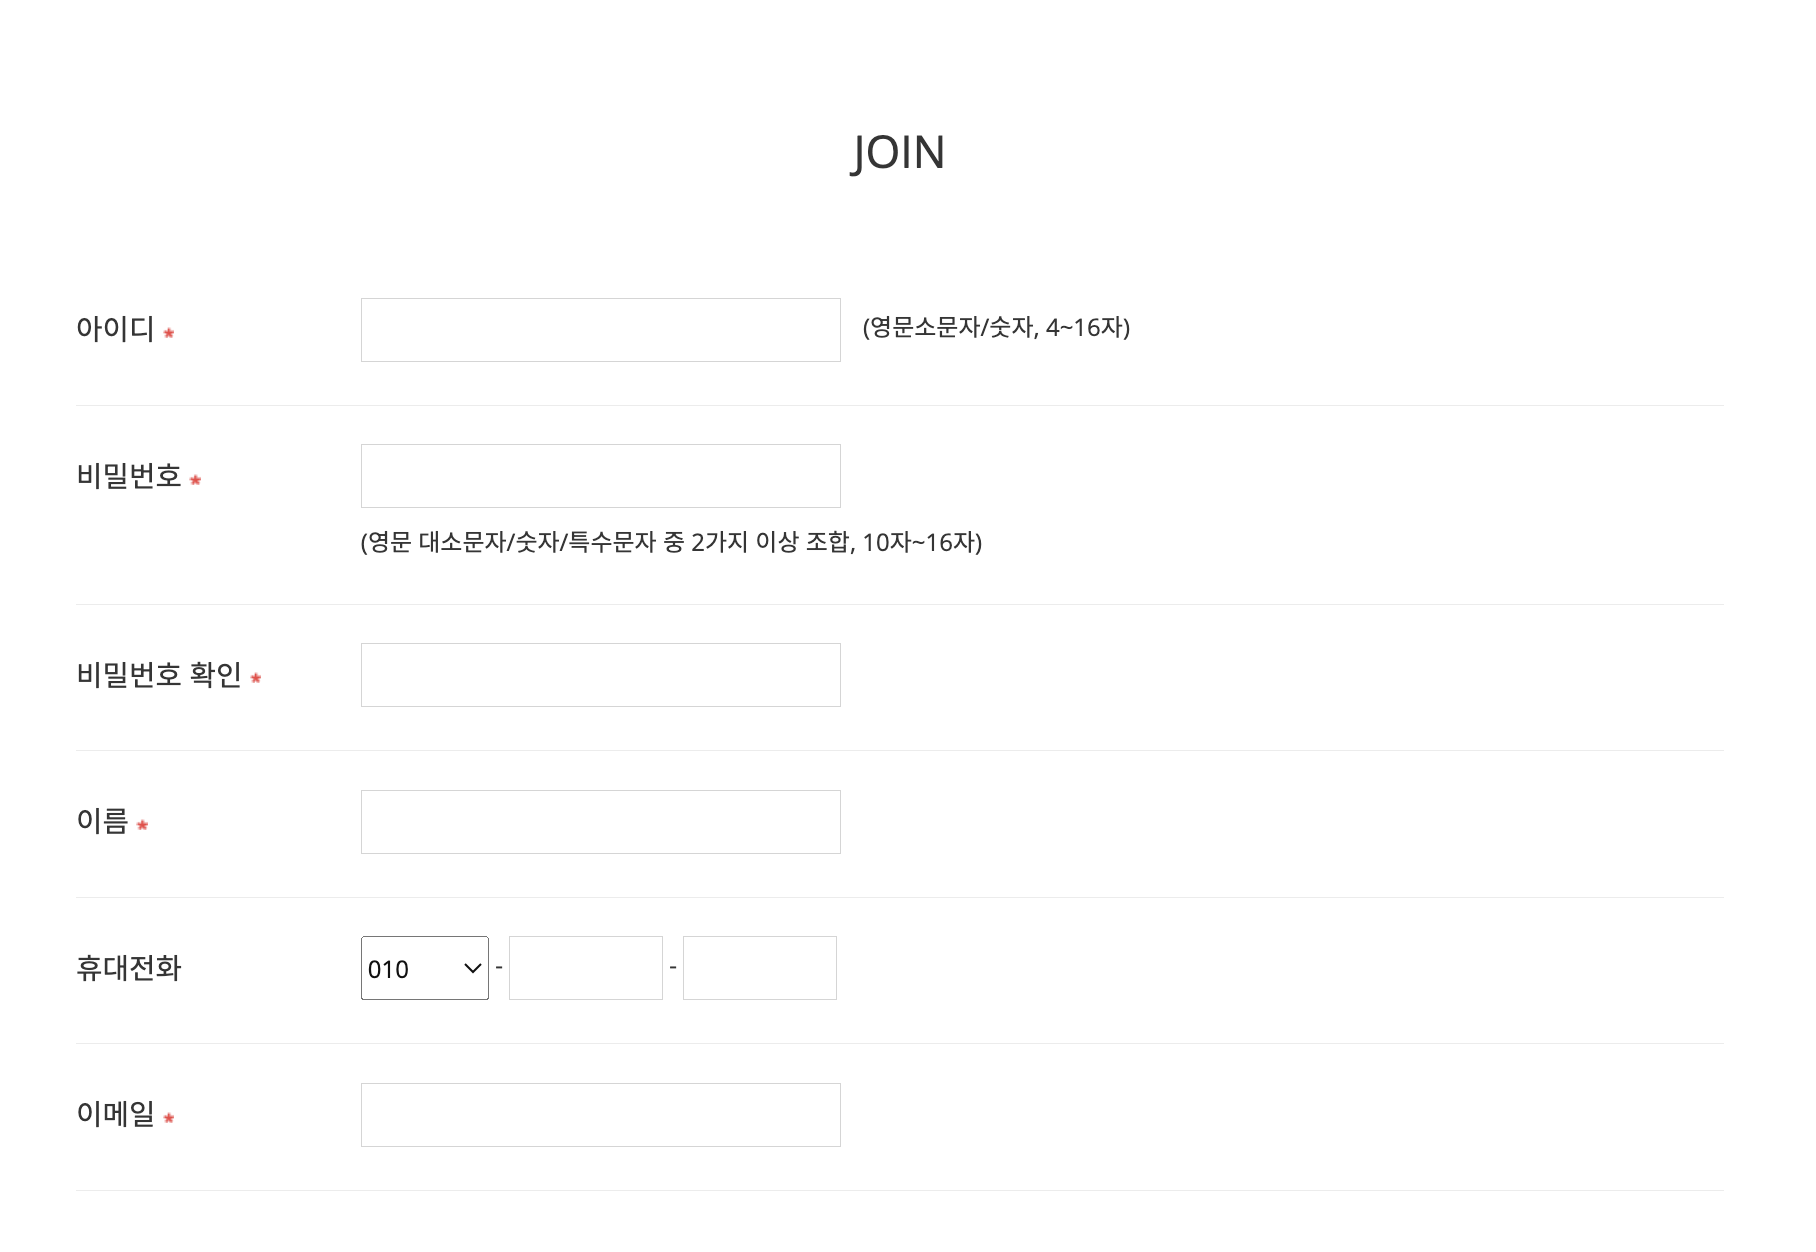 JOIN
아이디 *
(영문소문자/숫자, 4~16자)
비밀번호 *
(영문 대소문자/숫자/특수문자 중 2가지 이상 조합, 10자~16자)
비밀번호 확인 *
이름 *
휴대전화
010 - -
이메일 *